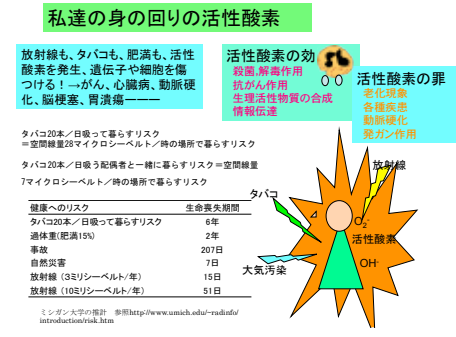 私達の身の回りの活性酸素
放射線も、タバコも、肥満も、活性
酸素を発生、遺伝子や細胞を傷
つける！→がん、心臓病、動脈硬
化、脳梗塞、胃潰瘍ーーー
活性酸素の効
殺菌,解毒作用
抗がん作用
生理活性物質の合成
情報伝達
活性酸素の罪
老化現象
各種疾患
動脈硬化
発ガン作用
タバコ20本／日吸って暮らすリスク
＝空間線量28マイクロシーベルト／時の場所で暮らすリスク
タバコ20本／日吸う配偶者と一緒に暮らすリスク＝空間線量
7マイクロシーベルト／時の場所で暮らすリスク
健康へのリスク 生命喪失期間
タバコ20本／日吸って暮らすリスク 6年
過体重(肥満15%) 2年
事故 207日
自然災害 7日
放射線（3ミリシーベルト/年） 15日
放射線（10ミリシーベルト/年） 51日
ミシガン大学の推計 参照http://www.umich.edu/~radinfo/
introduction/risk.htm
放射線
タバコ
O₂⁻
活性酸素
OH⁻
大気汚染